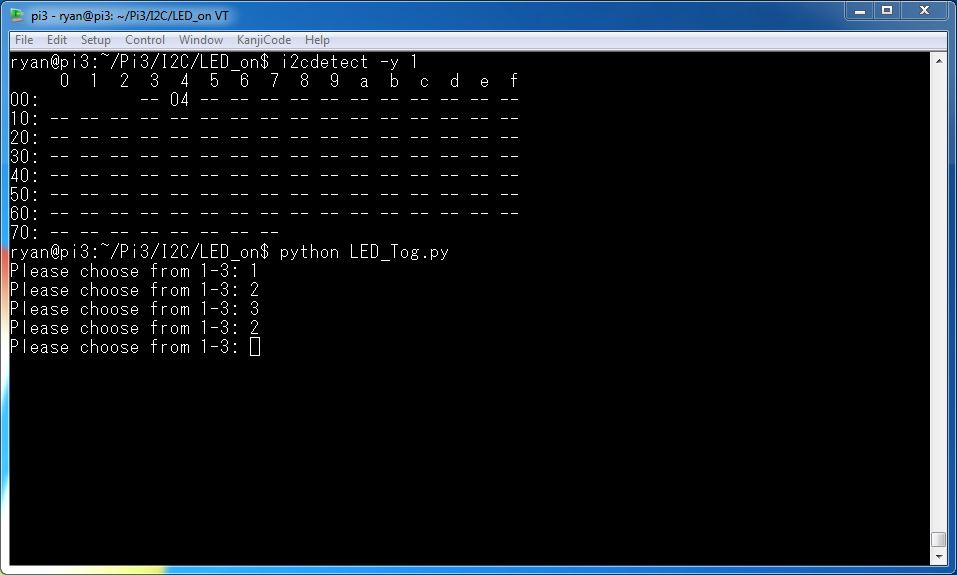 pi3 - ryan@pi3: ~/Pi3/I2C/LED_on VT
File Edit Setup Control Window KanjiCode Help
ryan@pi3:~/Pi3/I2C/LED_on$ i2cdetect -y 1
     0  1  2  3  4  5  6  7  8  9  a  b  c  d  e  f
00:          -- 04 -- -- -- -- -- -- -- -- -- -- --
10: -- -- -- -- -- -- -- -- -- -- -- -- -- -- -- --
20: -- -- -- -- -- -- -- -- -- -- -- -- -- -- -- --
30: -- -- -- -- -- -- -- -- -- -- -- -- -- -- -- --
40: -- -- -- -- -- -- -- -- -- -- -- -- -- -- -- --
50: -- -- -- -- -- -- -- -- -- -- -- -- -- -- -- --
60: -- -- -- -- -- -- -- -- -- -- -- -- -- -- -- --
70: -- -- -- -- -- -- -- --
ryan@pi3:~/Pi3/I2C/LED_on$ python LED_Tog.py
Please choose from 1-3: 1
Please choose from 1-3: 2
Please choose from 1-3: 3
Please choose from 1-3: 2
Please choose from 1-3: